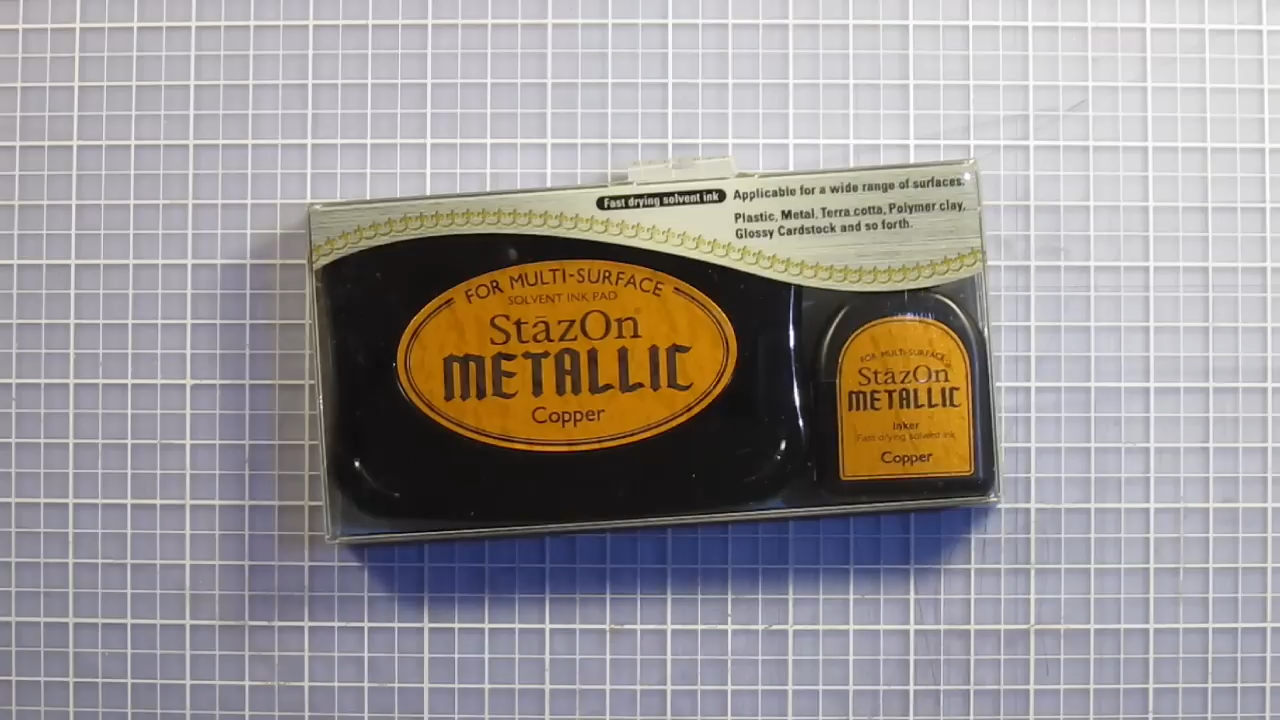 Fast drying solvent ink
Applicable for a wide range of surfaces.
Plastic, Metal, Terra cotta, Polymer clay,
Glossy Cardstock and so forth.
FOR MULTI-SURFACE
SOLVENT INK PAD
StāzOn
METALLIC
Copper
FOR MULTI-SURFACE
StāzOn
METALLIC
Inker
Fast drying solvent ink
Copper